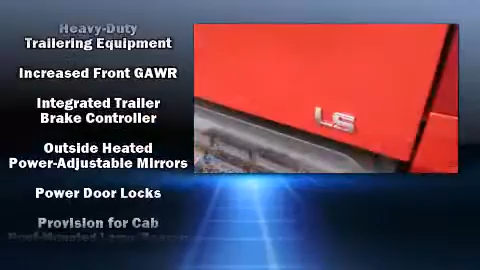 Heavy-Duty
Trailering Equipment
Increased Front GAWR
Integrated Trailer
Brake Controller
Outside Heated
Power-Adjustable Mirrors
Power Door Locks
Provision for Cab
LS